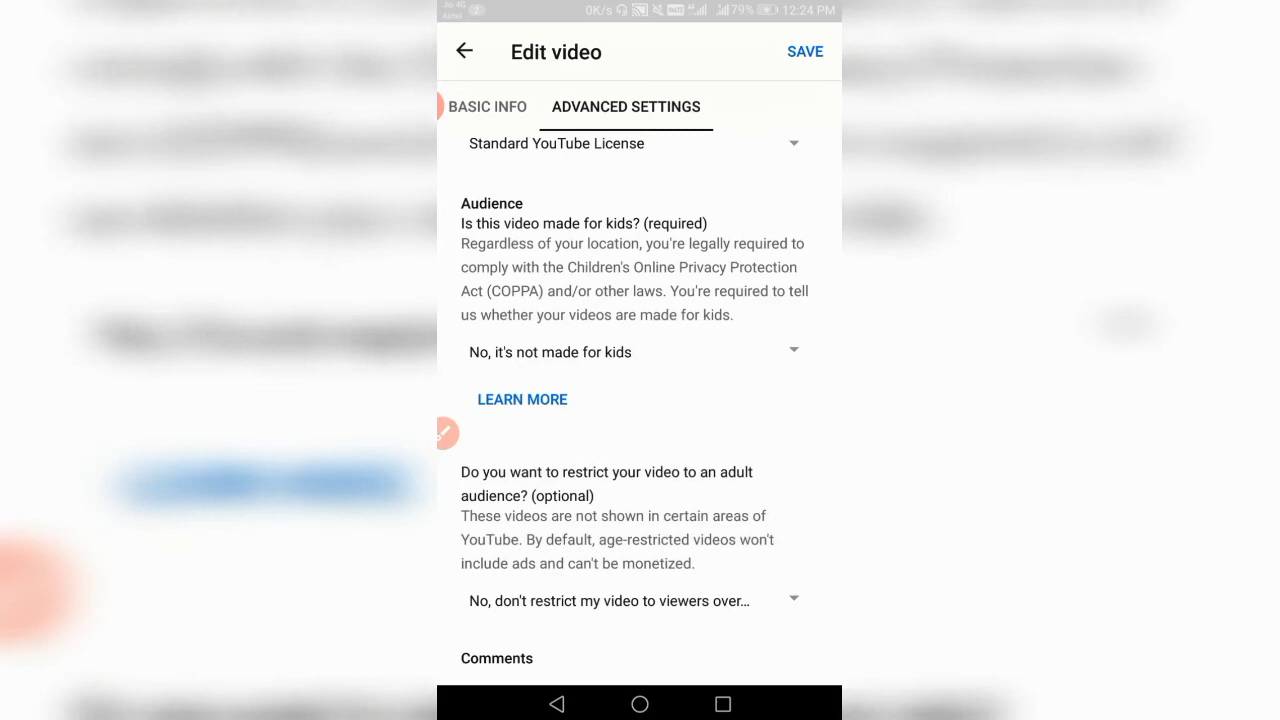 Jio 4G
Airtel
0K/s
79%
12:24 PM
Edit video
SAVE
BASIC INFO
ADVANCED SETTINGS
Standard YouTube License
Audience
Is this video made for kids? (required)
Regardless of your location, you're legally required to
comply with the Children's Online Privacy Protection
Act (COPPA) and/or other laws. You're required to tell
us whether your videos are made for kids.
No, it's not made for kids
LEARN MORE
Do you want to restrict your video to an adult
audience? (optional)
These videos are not shown in certain areas of
YouTube. By default, age-restricted videos won't
include ads and can't be monetized.
No, don't restrict my video to viewers over...
Comments